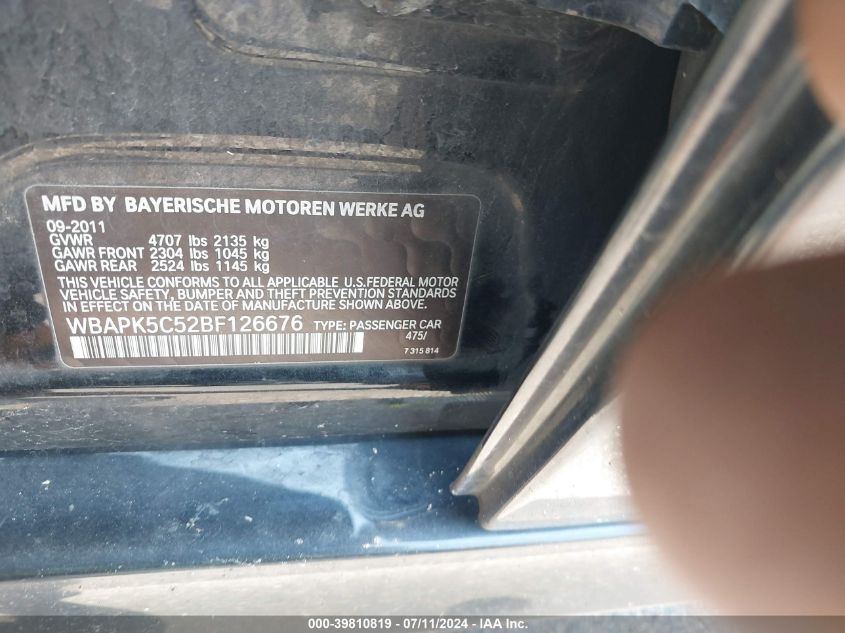 MFD BY BAYERISCHE MOTOREN WERKE AG
09-2011
GVWR 4707 lbs 2135 kg
GAWR FRONT 2304 lbs 1045 kg
GAWR REAR 2524 lbs 1145 kg
THIS VEHICLE CONFORMS TO ALL APPLICABLE U.S.FEDERAL MOTOR
VEHICLE SAFETY, BUMPER AND THEFT PREVENTION STANDARDS
IN EFFECT ON THE DATE OF MANUFACTURE SHOWN ABOVE.
WBAPK5C52BF126676 TYPE: PASSENGER CAR
475/
7 315 814
000-39810819 - 07/11/2024 - IAA Inc.